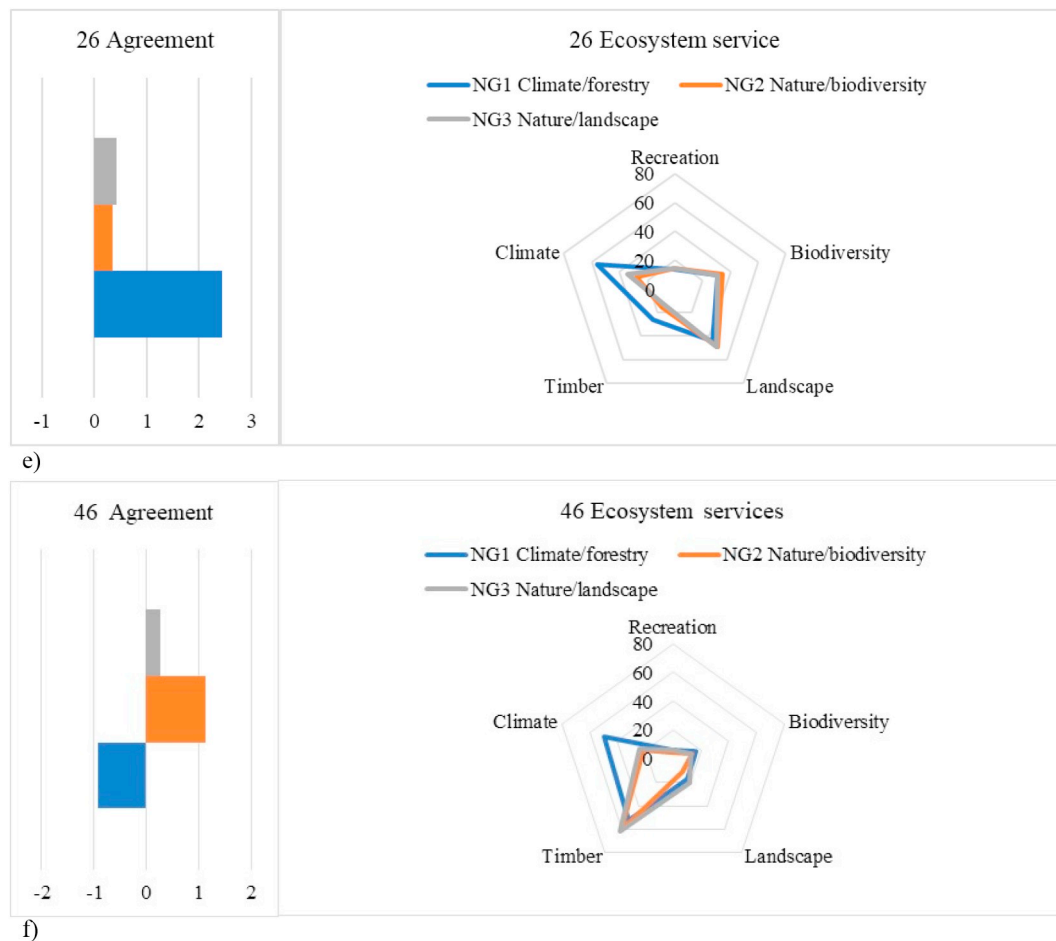 26 Agreement
-1 0 1 2 3
26 Ecosystem service
NG1 Climate/forestry NG2 Nature/biodiversity
NG3 Nature/landscape
Recreation
80
60
40
20
0
Climate
Biodiversity
Timber
Landscape
e)
46 Agreement
-2 -1 0 1 2
46 Ecosystem services
NG1 Climate/forestry NG2 Nature/biodiversity
NG3 Nature/landscape
Recreation
80
60
40
20
0
Climate
Biodiversity
Timber
Landscape
f)